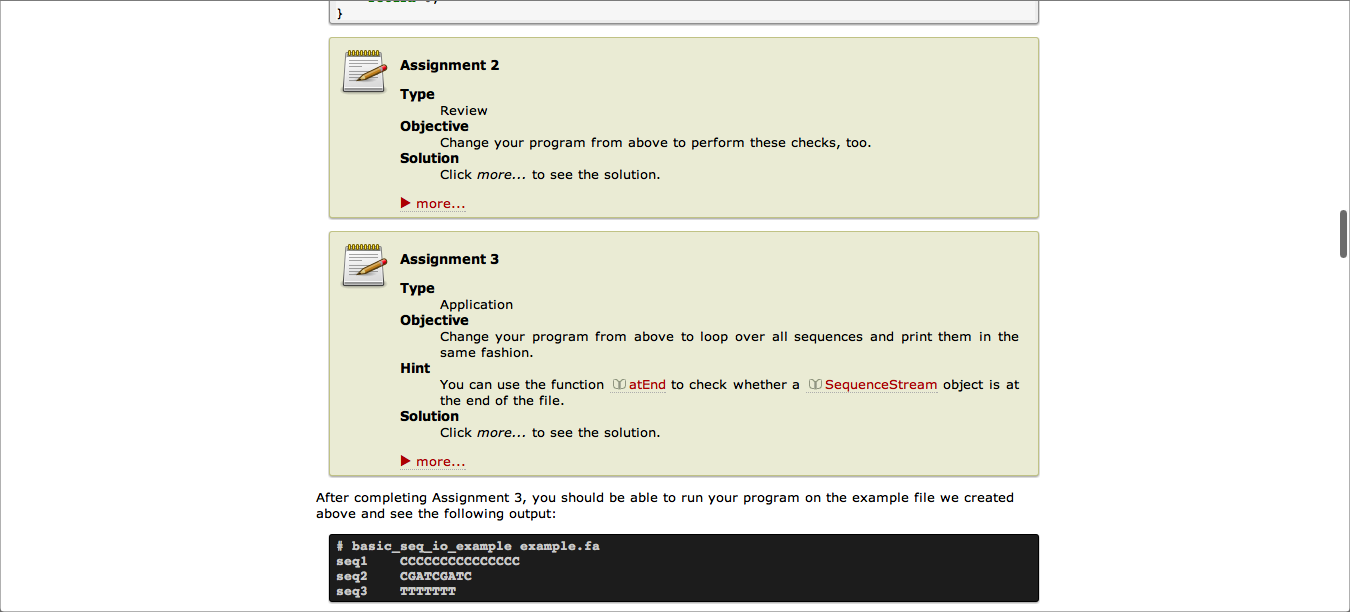 }
Assignment 2
Type
Review
Objective
Change your program from above to perform these checks, too.
Solution
Click more... to see the solution.
more...
Assignment 3
Type
Application
Objective
Change your program from above to loop over all sequences and print them in the
same fashion.
Hint
You can use the function atEnd to check whether a SequenceStream object is at
the end of the file.
Solution
Click more... to see the solution.
more...
After completing Assignment 3, you should be able to run your program on the example file we created
above and see the following output:
# basic_seq_io_example example.fa
seq1    CCCCCCCCCCCCCCC
seq2    CGATCGATC
seq3    TTTTTTT